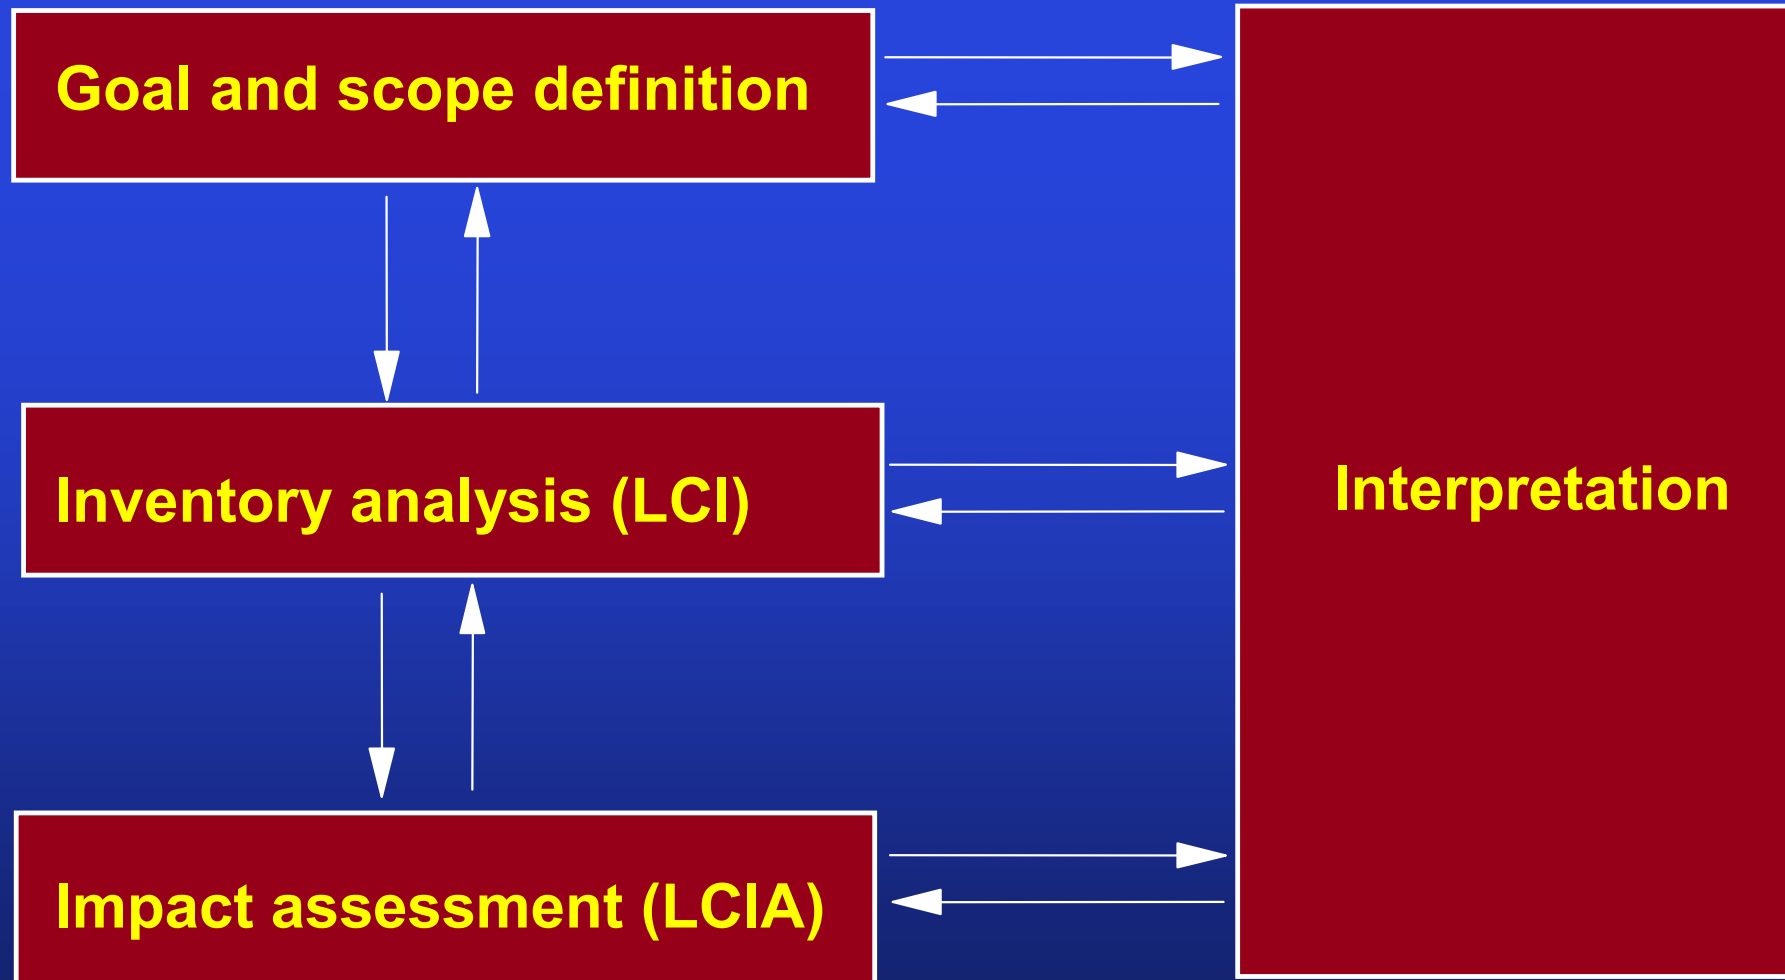 Goal and scope definition
Inventory analysis (LCI)
Interpretation
Impact assessment (LCIA)